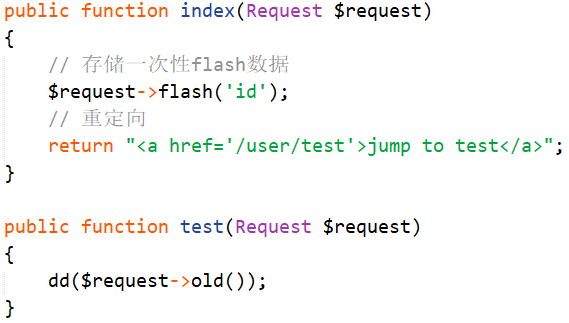 public function index(Request $request)
{
    // 存储一次性flash数据
    $request->flash('id');
    // 重定向
    return "<a href='/user/test'>jump to test</a>";
}

public function test(Request $request)
{
    dd($request->old());
}